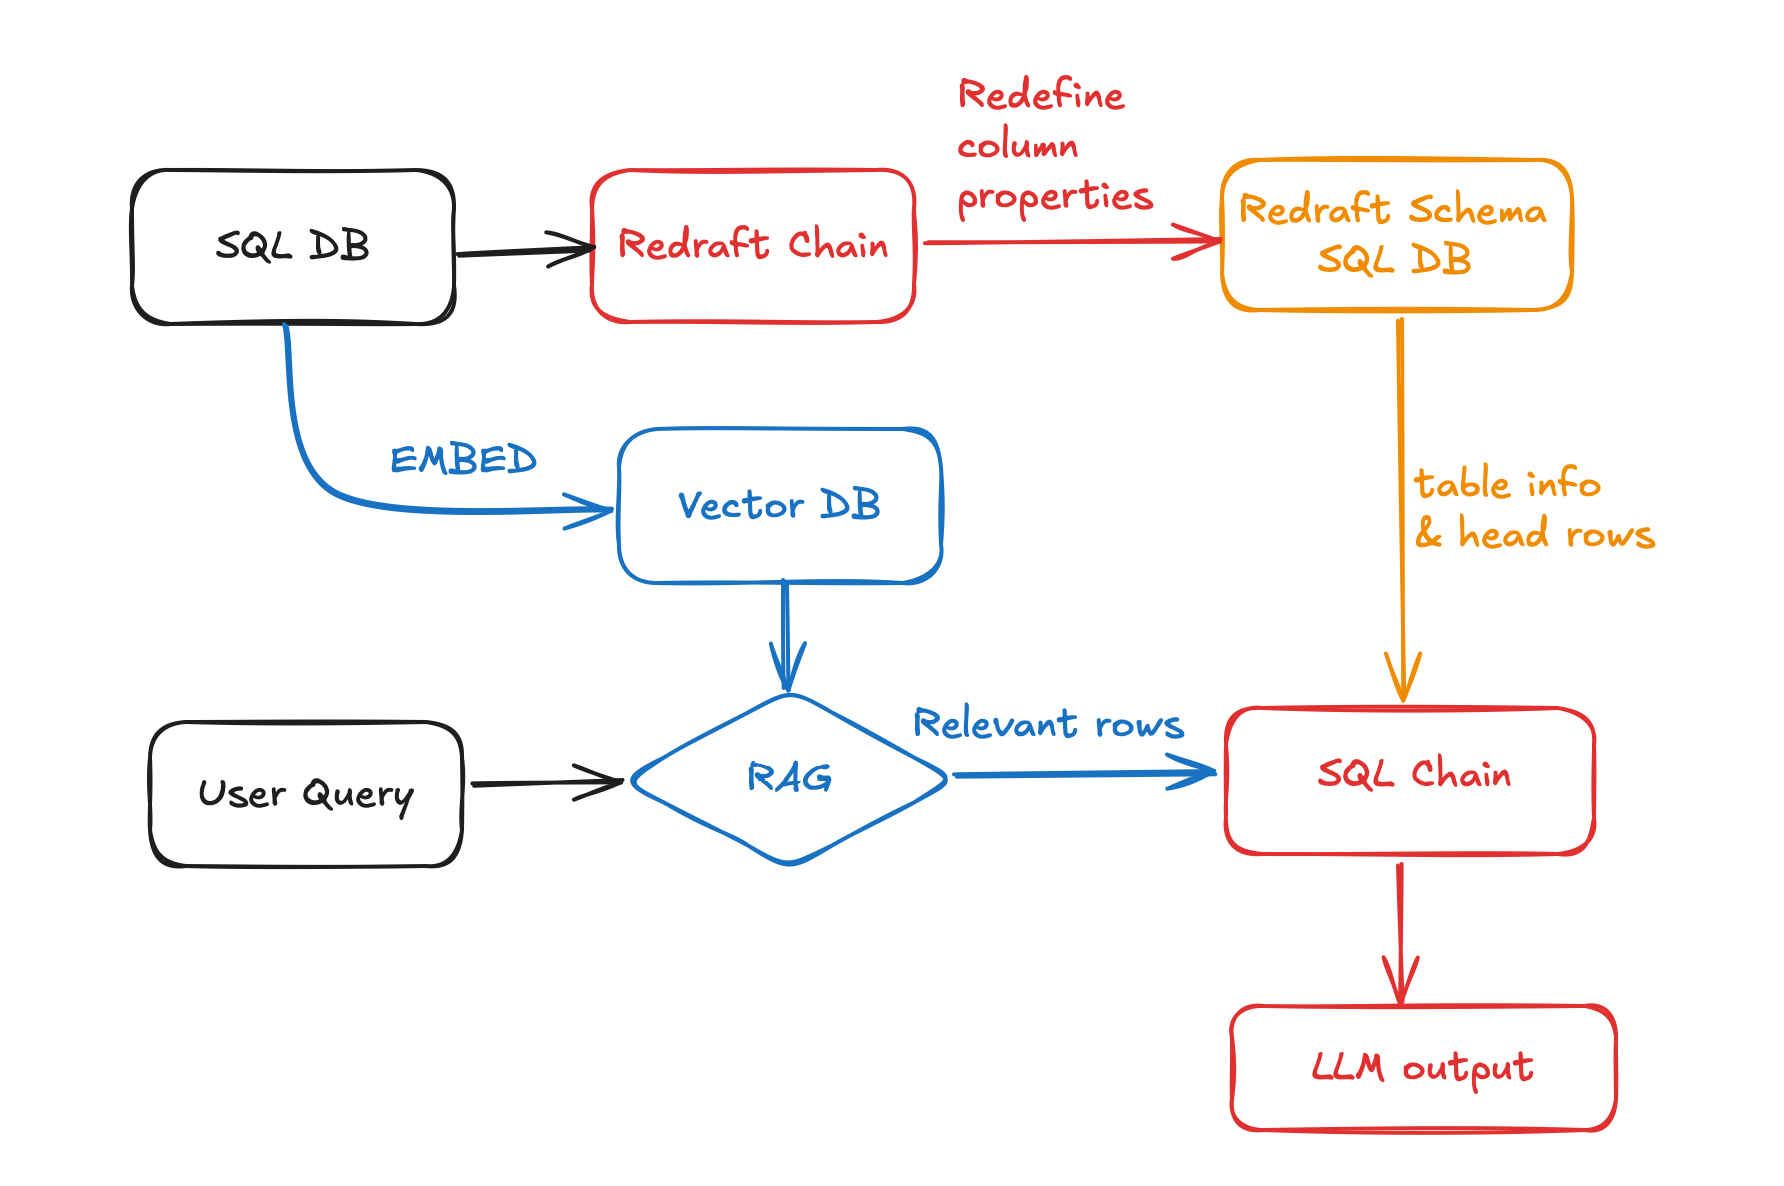 Redefine
column
properties
SQL DB
Redraft Chain
Redraft Schema
SQL DB
EMBED
Vector DB
table info
& head rows
User Query
RAG
Relevant rows
SQL Chain
LLM output